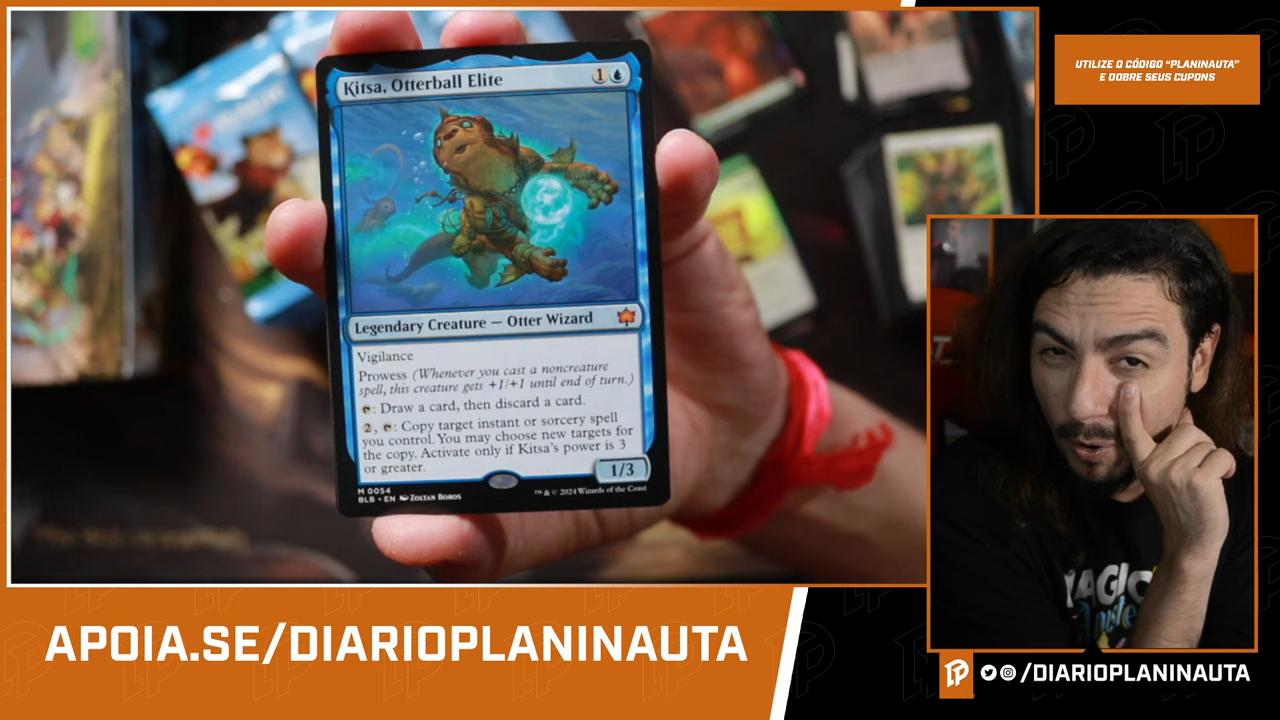 Kitsa, Otterball Elite
1
Legendary Creature — Otter Wizard
Vigilance
Prowess (Whenever you cast a noncreature
spell, this creature gets +1/+1 until end of turn.)
: Draw a card, then discard a card.
2, : Copy target instant or sorcery spell
you control. You may choose new targets for
the copy. Activate only if Kitsa's power is 3
or greater.
1/3
M 0054
BLB • EN ZOLTAN BOROS
™ & © 2024 Wizards of the Coast
UTILIZE O CÓDIGO “PLANINAUTA”
E DOBRE SEUS CUPONS
MAGIC
APOIA.SE/DIARIOPLANINAUTA
/DIARIOPLANINAUTA